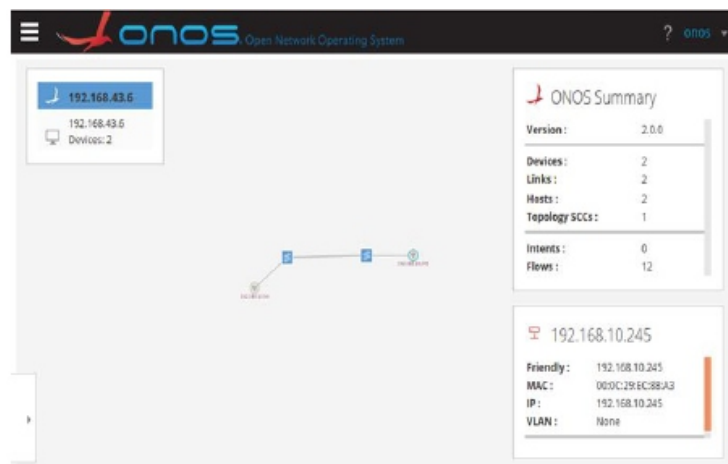 onos. Open Network Operating System
? onos
192.168.43.6
192.168.43.6
Devices: 2
ONOS Summary
Version : 2.0.0
Devices : 2
Links : 2
Hosts : 2
Topology SCCs : 1
Intents : 0
Flows : 12
192.168.10.245
Friendly : 192.168.10.245
MAC : 00:0C:29:EC:8B:A3
IP : 192.168.10.245
VLAN : None